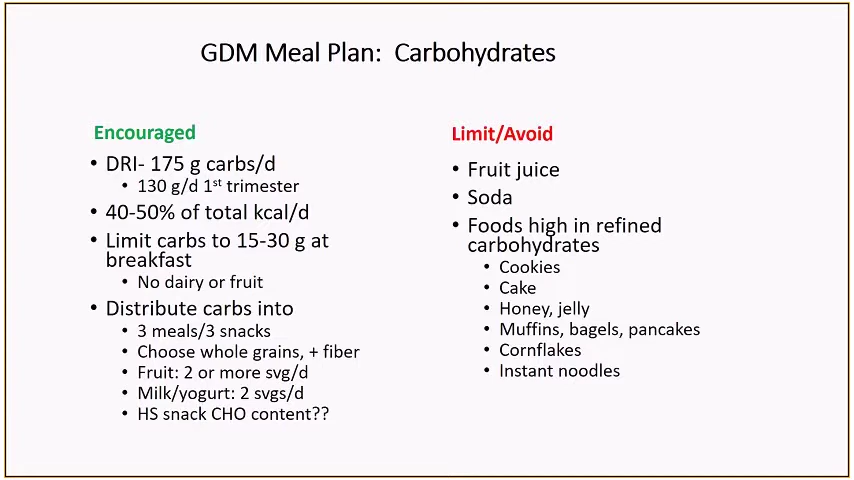 GDM Meal Plan: Carbohydrates
Encouraged
• DRI- 175 g carbs/d
• 130 g/d 1st trimester
• 40-50% of total kcal/d
• Limit carbs to 15-30 g at
breakfast
• No dairy or fruit
• Distribute carbs into
• 3 meals/3 snacks
• Choose whole grains, + fiber
• Fruit: 2 or more svg/d
• Milk/yogurt: 2 svgs/d
• HS snack CHO content??
Limit/Avoid
• Fruit juice
• Soda
• Foods high in refined
carbohydrates
• Cookies
• Cake
• Honey, jelly
• Muffins, bagels, pancakes
• Cornflakes
• Instant noodles